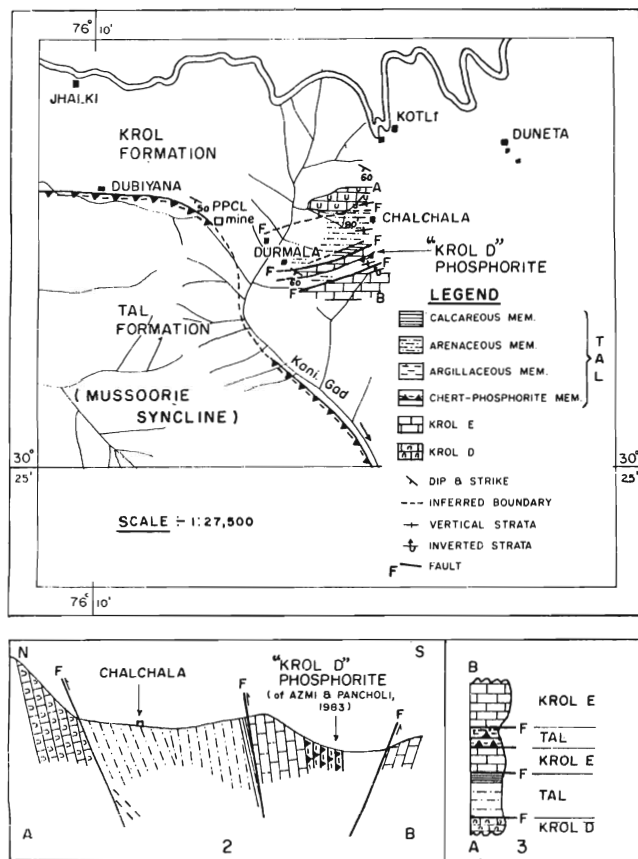 76° 10'
JHALKI
KOTLI
DUNETA
KROL
FORMATION
60
A
DUBIYANA
50
PPCL
mine
F
F
CHALCHALA
80
DURMALA
F
F
"KROL D"
PHOSPHORITE
60
F
B
TAL
FORMATION
Kani Gad
(MUSSOORIE
SYNCLINE)
LEGEND
CALCAREOUS MEM.
ARENACEOUS MEM.
ARGILLACEOUS MEM.
CHERT-PHOSPHORITE MEM.
TAL
KROL E
KROL D
DIP & STRIKE
INFERRED BOUNDARY
VERTICAL STRATA
INVERTED STRATA
F FAULT
30°
25'
30°
25'
SCALE :- 1:27,500
76° 10'
N
S
F
CHALCHALA
F
"KROL D"
PHOSPHORITE
(of AZMI & PANCHOLI,
1983)
F
A
2
B
B
KROL E
F
TAL
KROL E
F
TAL
F
KROL D
A
3